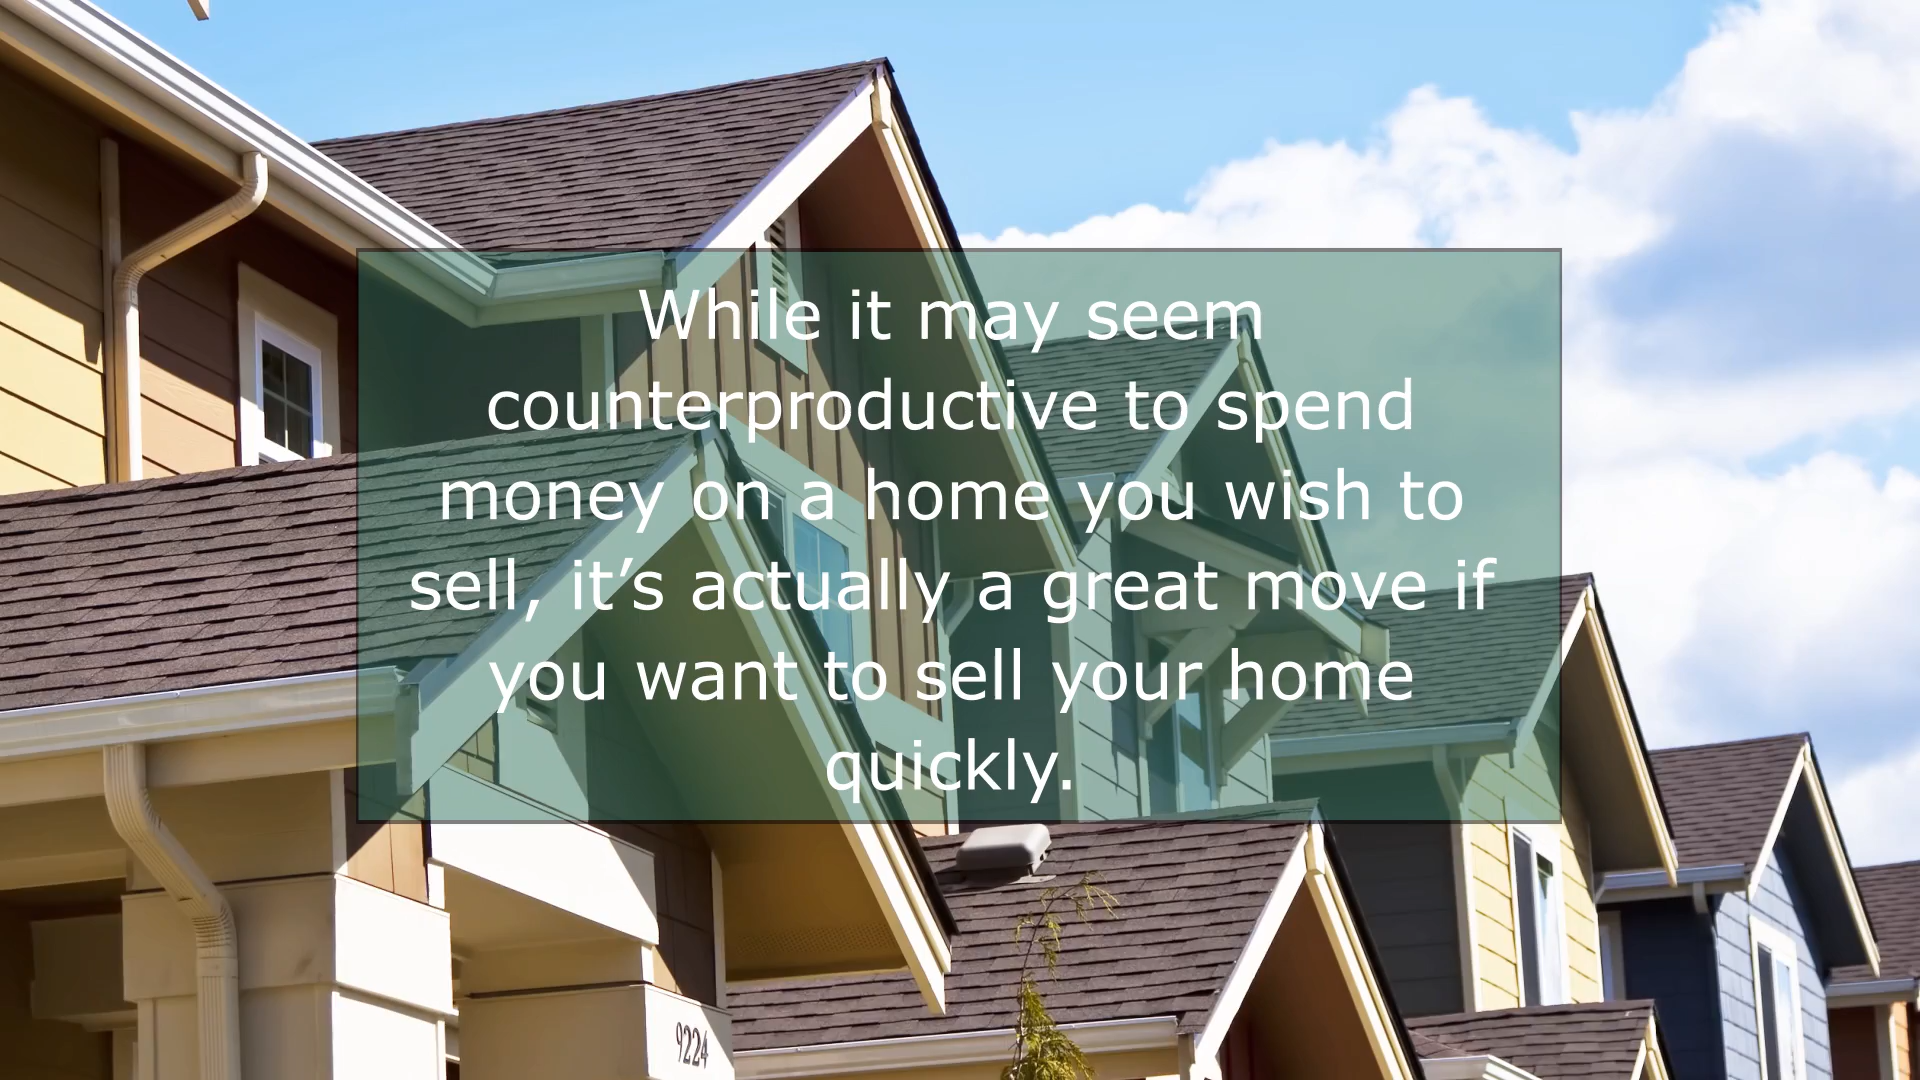 While it may seem
counterproductive to spend
money on a home you wish to
sell, it’s actually a great move if
you want to sell your home
quickly.
9224